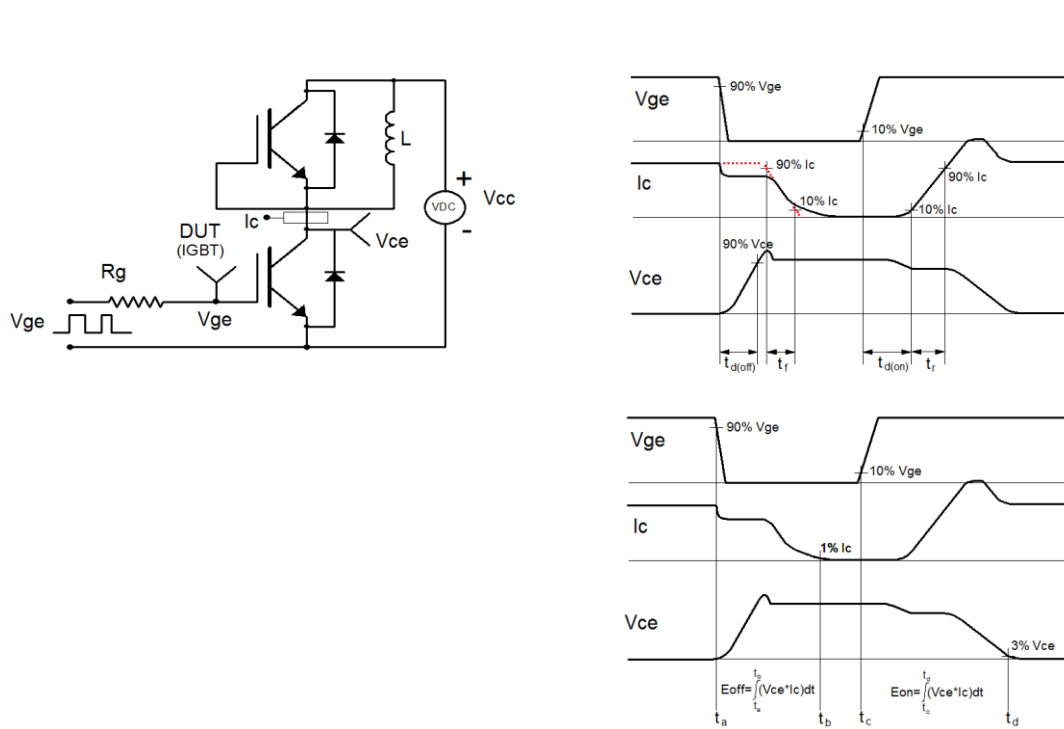 L
+
VDC
Vcc
-
Ic
Vce
DUT
(IGBT)
Rg
Vge
Vge
Vge
90% Vge
10% Vge
Ic
90% Ic
10% Ic
90% Ic
10% Ic
Vce
90% Vce
td(off)
tf
td(on)
tr
Vge
90% Vge
10% Vge
Ic
1% Ic
Vce
3% Vce
Eoff=∫(Vce*Ic)dt
Eon=∫(Vce*Ic)dt
ta
tb
tc
td